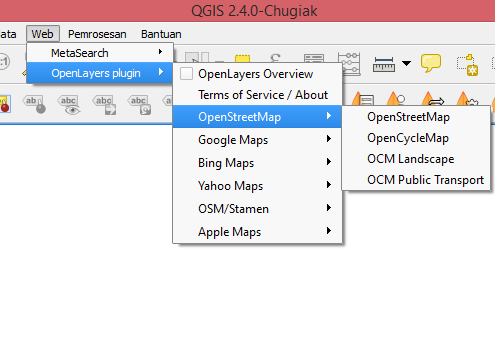 QGIS 2.4.0-Chugiak
ata Web Pemrosesan Bantuan
MetaSearch
OpenLayers plugin
OpenLayers Overview
Terms of Service / About
OpenStreetMap
Google Maps
Bing Maps
Yahoo Maps
OSM/Stamen
Apple Maps
OpenStreetMap
OpenCycleMap
OCM Landscape
OCM Public Transport
abc
abc
abc
abc
abc